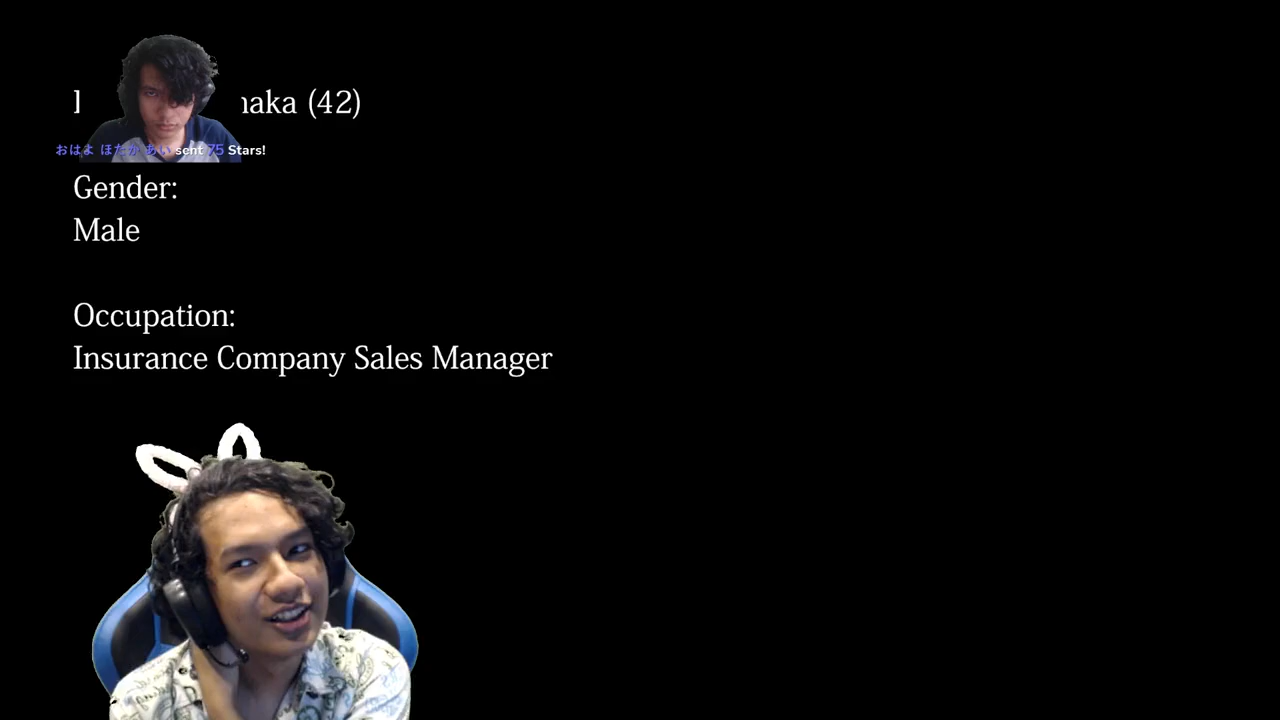 (42)
おはよ ほたか あい sent 75 Stars!
Gender:
Male
Occupation:
Insurance Company Sales Manager